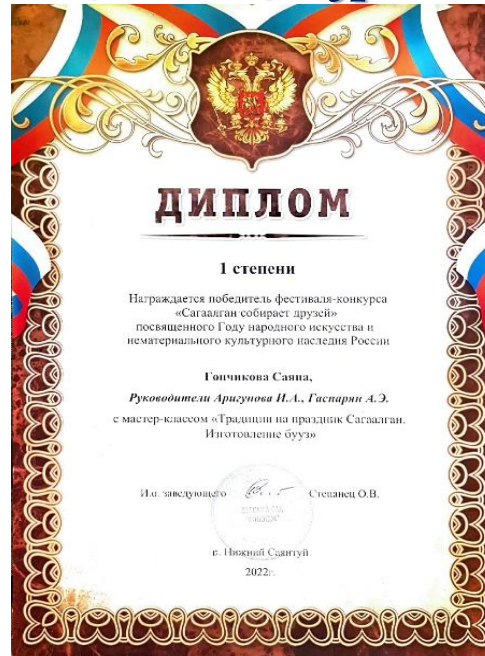 ДИПЛОМ
1 степени
Награждается победитель фестиваля-конкурса
«Сагаалган собирает друзей»
посвященного Году народного искусства и
нематериального культурного наследия России
Гончикова Саяна,
Руководители Аригунова И.А., Гаспарян А.Э.
с мастер-классом «Традиции на праздник Сагаалган.
Изготовление бууз»
И.о. заведующего Степанец О.В.
с. Нижний Саянтуй
2022г.